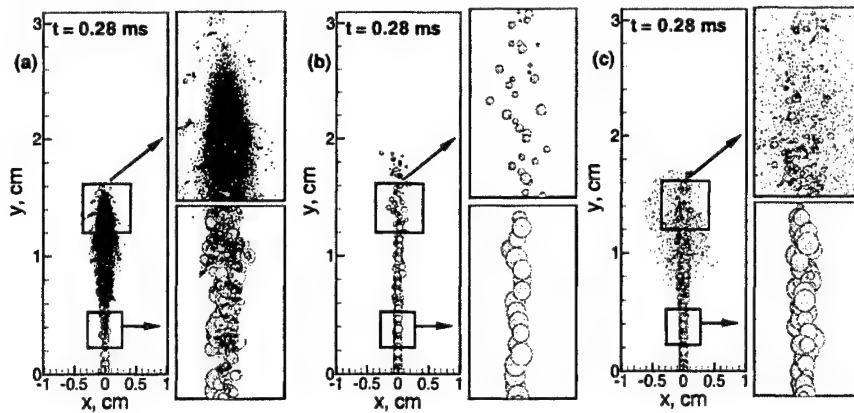 3
t = 0.28 ms
(a)
2
y, cm
1
0
-1 -0.5 0 0.5 1
x, cm
3
t = 0.28 ms
(b)
2
y, cm
1
0
-1 -0.5 0 0.5 1
x, cm
3
t = 0.28 ms
(c)
2
y, cm
1
0
-1 -0.5 0 0.5 1
x, cm